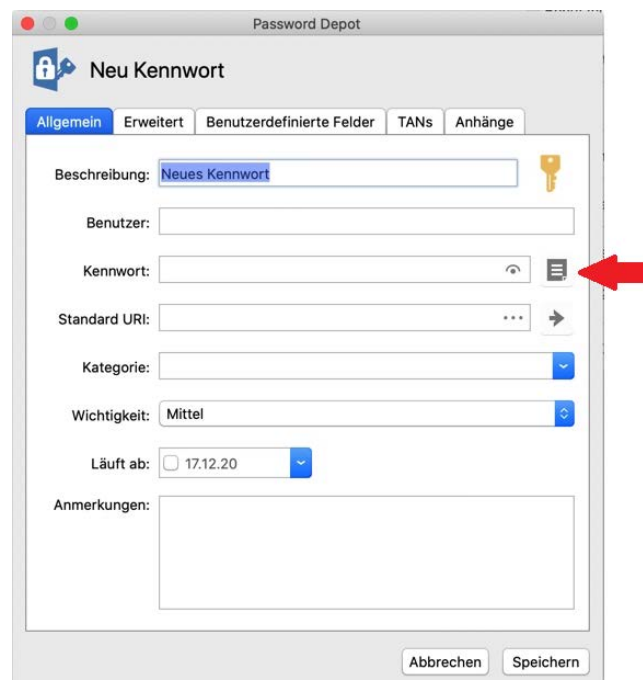 Password Depot
Neu Kennwort
Allgemein Erweitert Benutzerdefinierte Felder TANs Anhänge
Beschreibung: Neues Kennwort
Benutzer:
Kennwort:
Standard URI:
Kategorie:
Wichtigkeit: Mittel
Läuft ab: 17.12.20
Anmerkungen:
Abbrechen Speichern